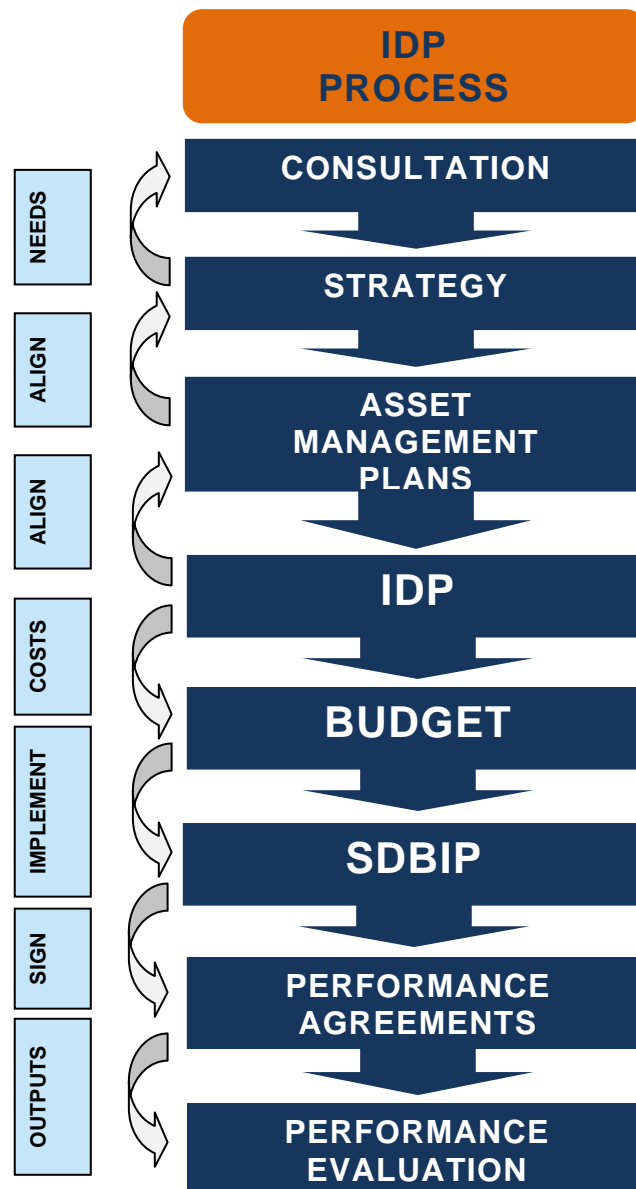 IDP
PROCESS
CONSULTATION
NEEDS
STRATEGY
ALIGN
ASSET
MANAGEMENT
PLANS
ALIGN
IDP
COSTS
BUDGET
IMPLEMENT
SDBIP
SIGN
PERFORMANCE
AGREEMENTS
OUTPUTS
PERFORMANCE
EVALUATION